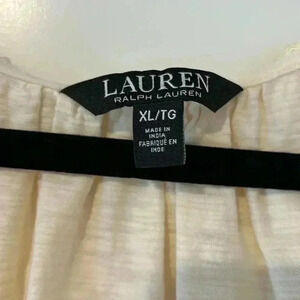 LAUREN
RALPH LAUREN
XL/TG
MADE IN
INDIA
FABRIQUÉ EN
INDE